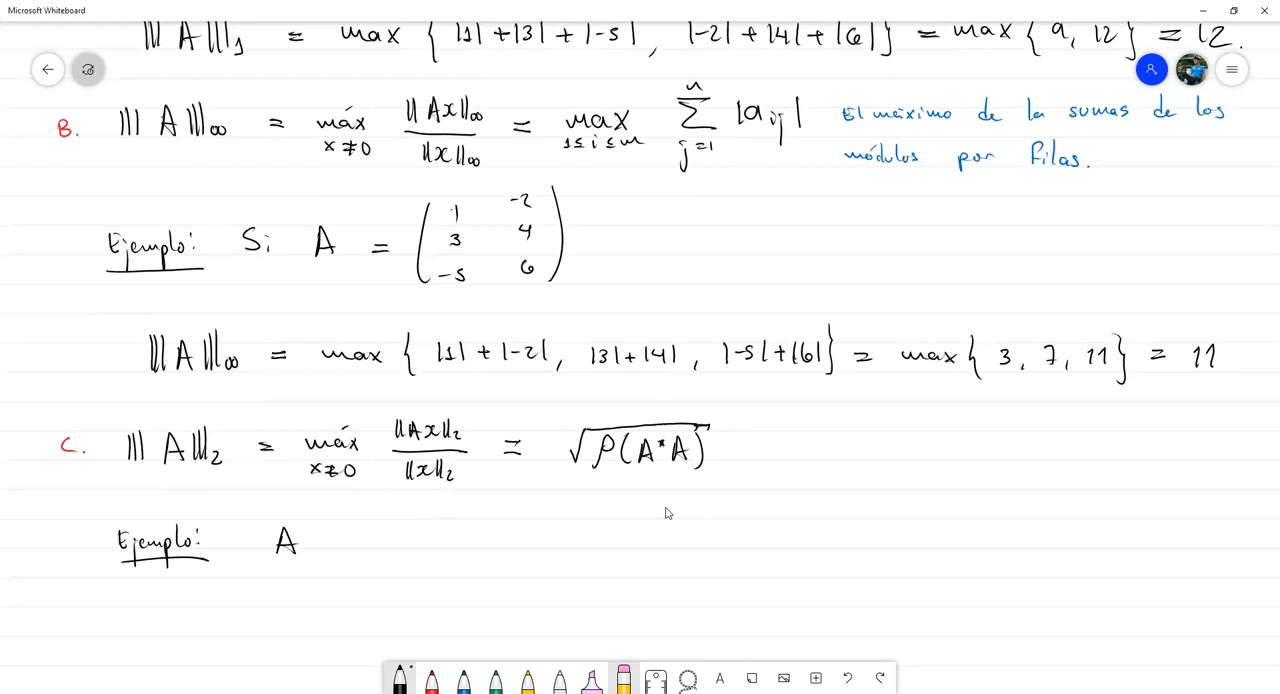 Microsoft Whiteboard
||| A |||₁ = max { |1| + |3| + |-5| , |-2| + |4| + |6| } = max { 9, 12 } = 12.
B. ||| A |||∞ = máx x≠0 ||Ax||∞ / ||x||∞ = max 1≤i≤m ∑ j=1 n |a ij| El máximo de la sumas de los
módulos por filas.
Ejemplo: Si A = ( 1 -2
3 4
-5 6 )
||| A |||∞ = max { |1| + |-2| , |3| + |4| , |-5| + |6| } = max { 3, 7, 11 } = 11
C. ||| A |||₂ = máx x≠0 ||Ax||₂ / ||x||₂ = √ρ(A*A)
Ejemplo: A
A